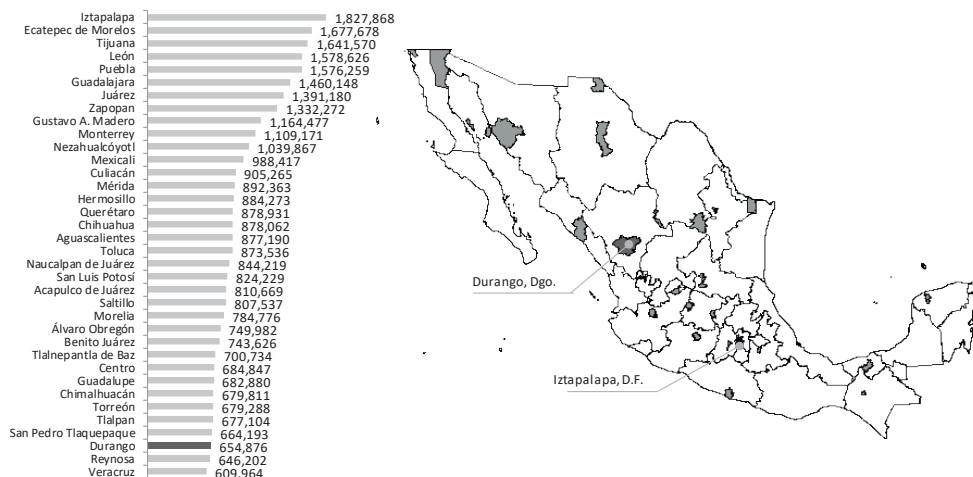 Iztapalapa 1,827,868
Ecatepec de Morelos 1,677,678
Tijuana 1,641,570
León 1,578,626
Puebla 1,576,259
Guadalajara 1,460,148
Juárez 1,391,180
Zapopan 1,332,272
Gustavo A. Madero 1,164,477
Monterrey 1,109,171
Nezahualcóyotl 1,039,867
Mexicali 988,417
Culiacán 905,265
Mérida 892,363
Hermosillo 884,273
Querétaro 878,931
Chihuahua 878,062
Aguascalientes 877,190
Toluca 873,536
Naucalpan de Juárez 844,219
San Luis Potosí 824,229
Acapulco de Juárez 810,669
Saltillo 807,537
Morelia 784,776
Álvaro Obregón 749,982
Benito Juárez 743,626
Tlalnepantla de Baz 700,734
Centro 684,847
Guadalupe 682,880
Chimalhuacán 679,811
Torreón 679,288
Tlalpan 677,104
San Pedro Tlaquepaque 664,193
Durango 654,876
Reynosa 646,202
Veracruz 609,964
Durango, Dgo.
Iztapalapa, D.F.